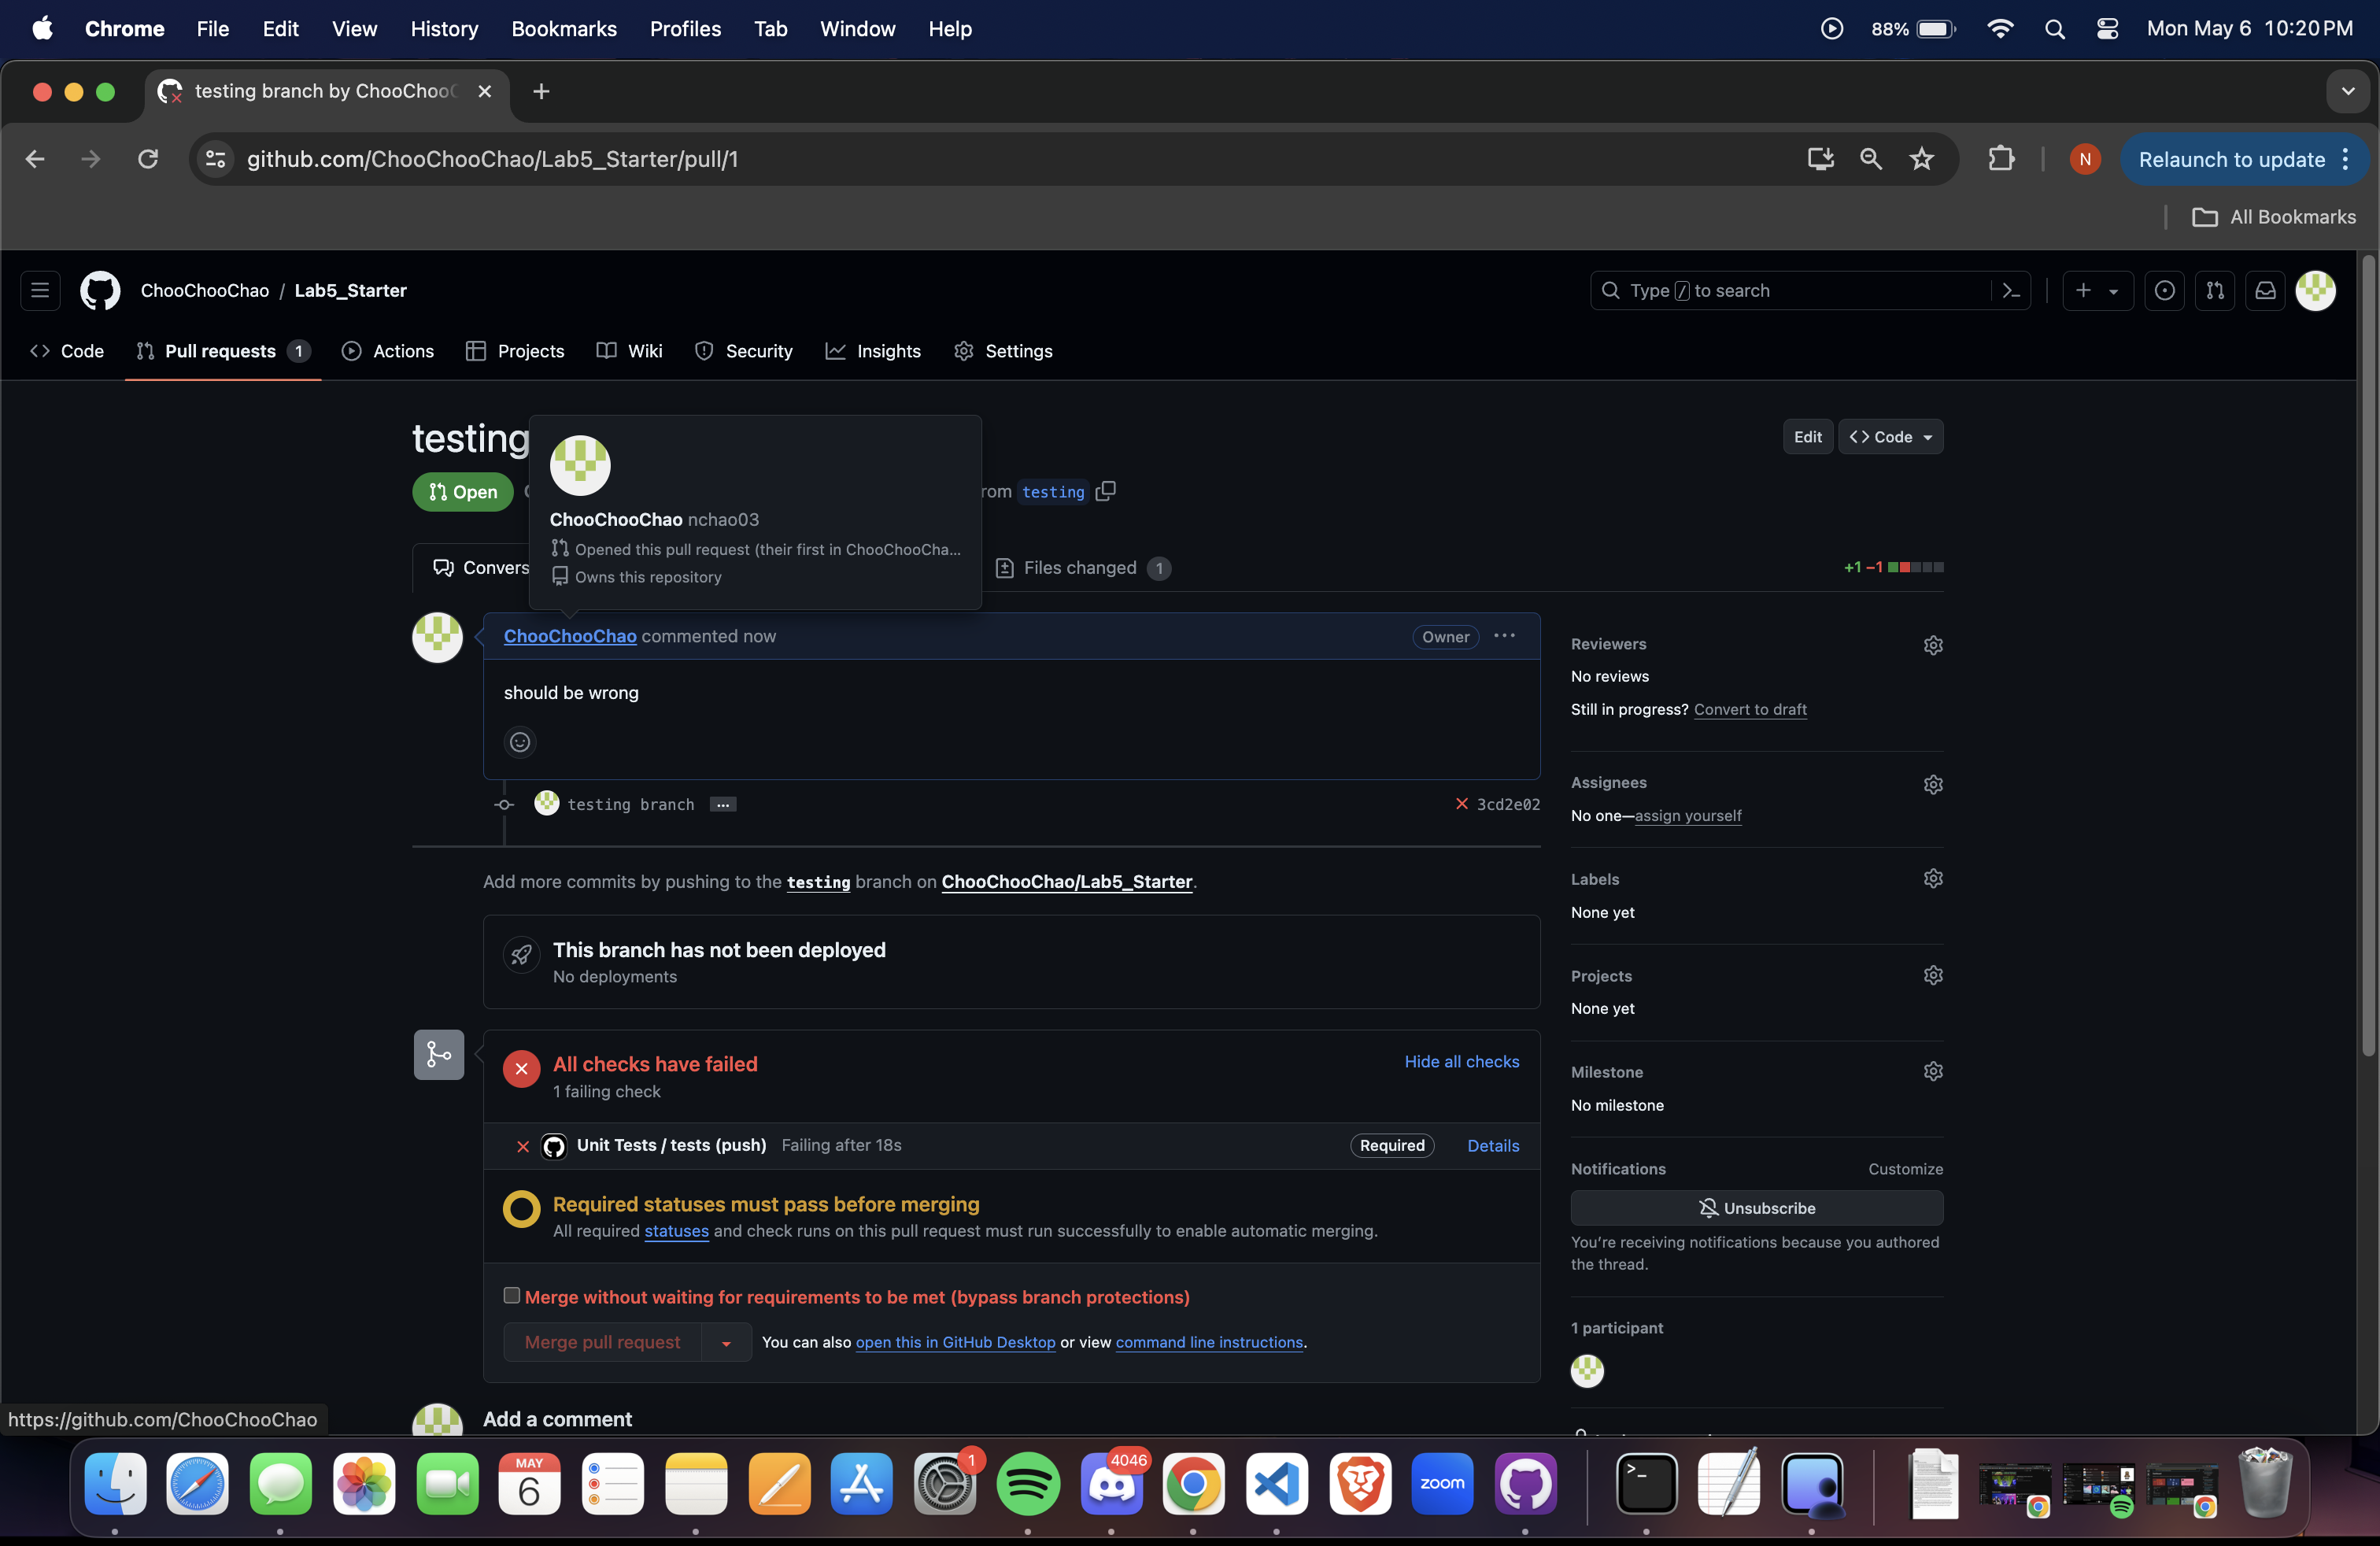 Chrome File Edit View History Bookmarks Profiles Tab Window Help 88% Mon May 6 10:20 PM
testing branch by ChooChoo
github.com/ChooChooChao/Lab5_Starter/pull/1
N
Relaunch to update
All Bookmarks
ChooChooChao / Lab5_Starter
Type / to search
Code Pull requests 1 Actions Projects Wiki Security Insights Settings
testing
Edit Code
Open
rom testing
ChooChooChao nchao03
Opened this pull request (their first in ChooChooCha...
Owns this repository
Convers
Files changed 1
+1 −1
ChooChooChao commented now
Owner
should be wrong
testing branch ...
3cd2e02
Add more commits by pushing to the testing branch on ChooChooChao/Lab5_Starter.
This branch has not been deployed
No deployments
All checks have failed
Hide all checks
1 failing check
Unit Tests / tests (push) Failing after 18s Required Details
Required statuses must pass before merging
All required statuses and check runs on this pull request must run successfully to enable automatic merging.
Merge without waiting for requirements to be met (bypass branch protections)
Merge pull request
You can also open this in GitHub Desktop or view command line instructions.
Add a comment
Reviewers
No reviews
Still in progress? Convert to draft
Assignees
No one—assign yourself
Labels
None yet
Projects
None yet
Milestone
No milestone
Notifications Customize
Unsubscribe
You're receiving notifications because you authored
the thread.
1 participant
https://github.com/ChooChooChao
MAY
6
1
4046
zoom